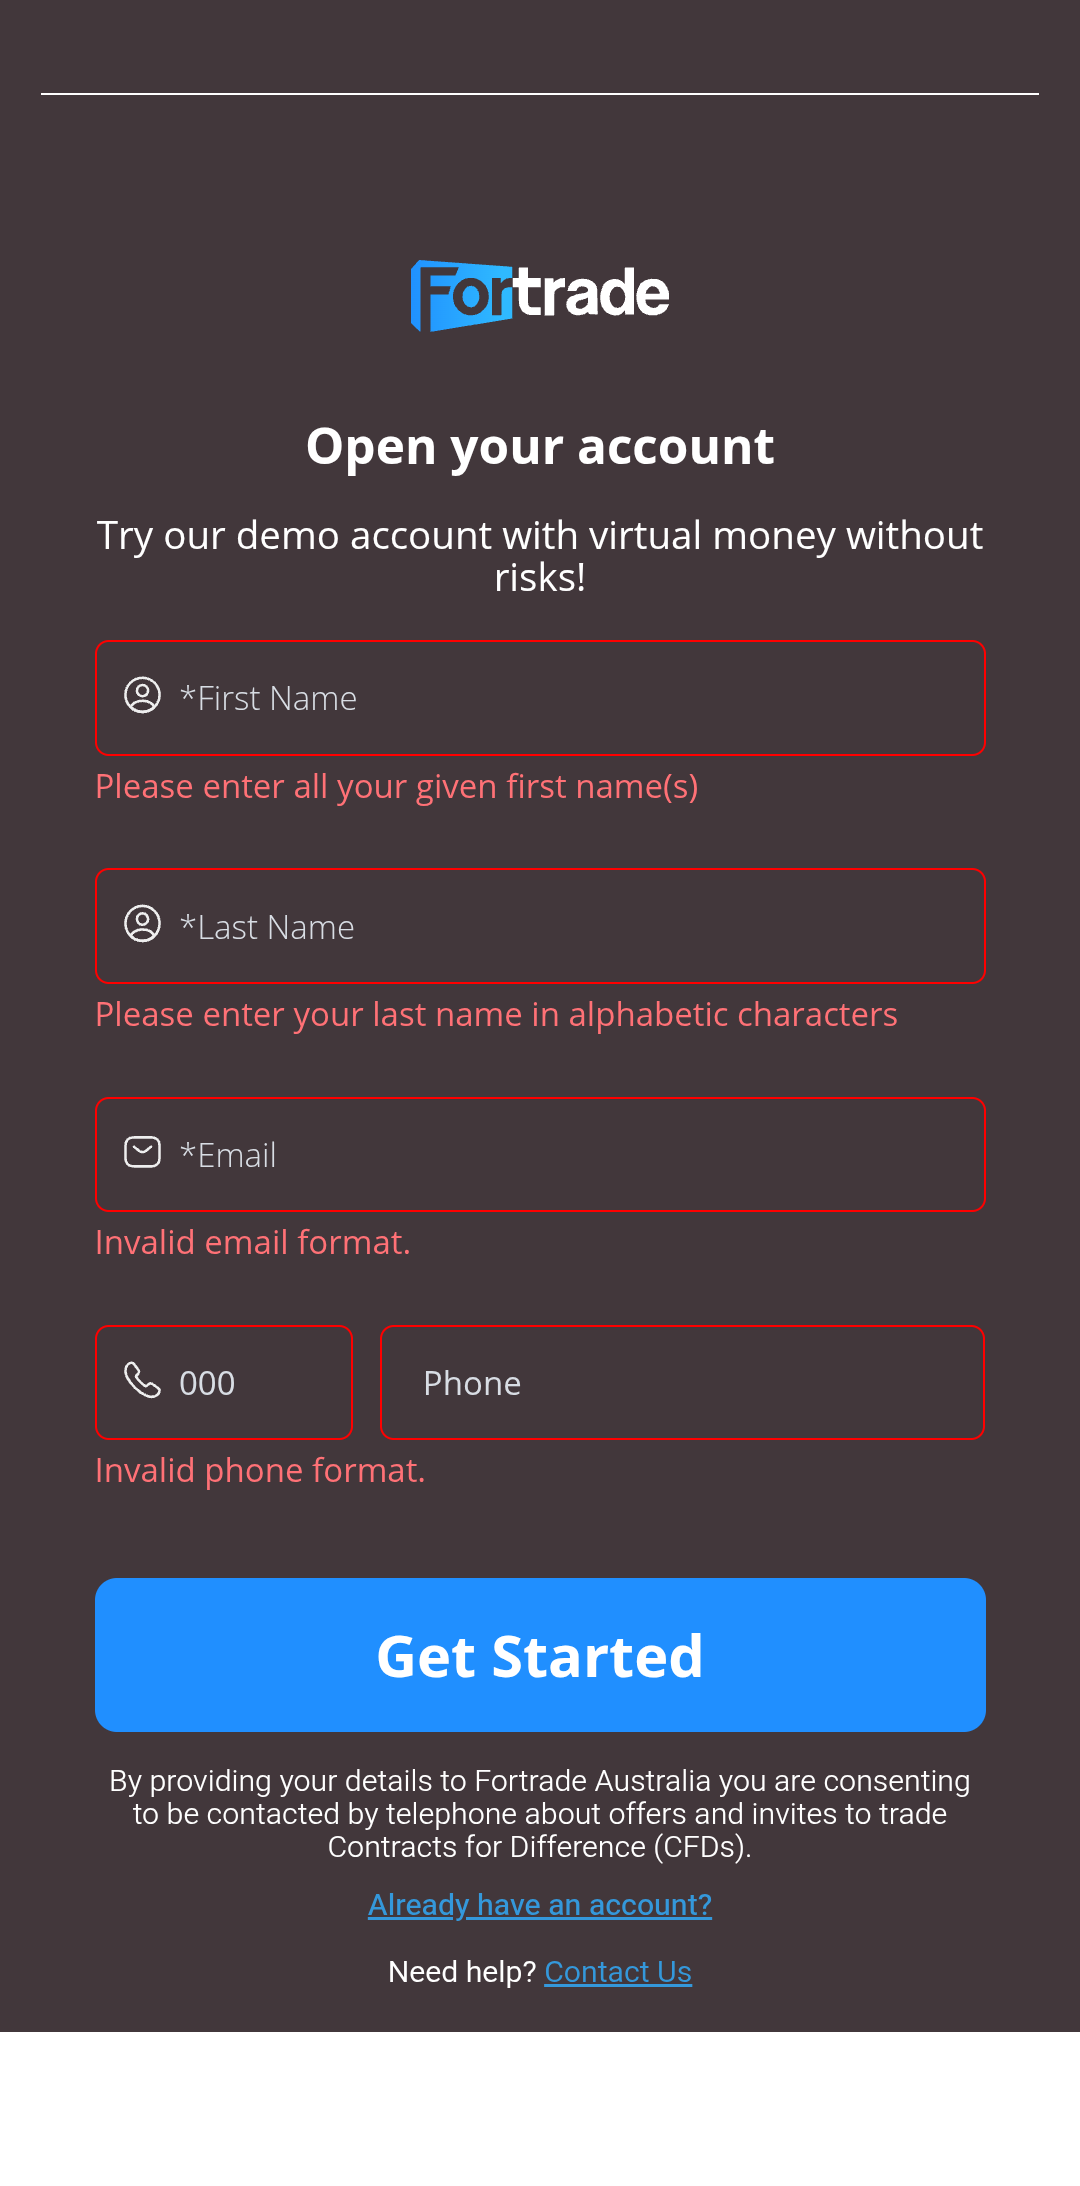 Fortrade
Open your account
Try our demo account with virtual money without
risks!
*First Name
Please enter all your given first name(s)
*Last Name
Please enter your last name in alphabetic characters
*Email
Invalid email format.
000 Phone
Invalid phone format.
Get Started
By providing your details to Fortrade Australia you are consenting
to be contacted by telephone about offers and invites to trade
Contracts for Difference (CFDs).
Already have an account?
Need help? Contact Us